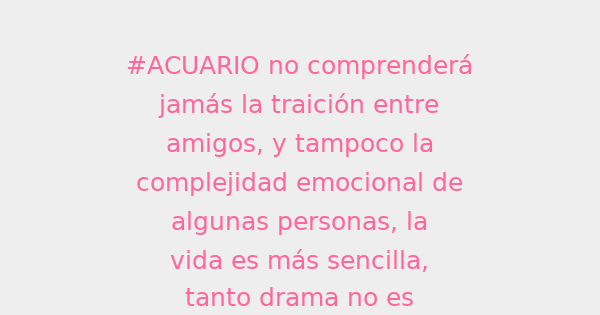 #ACUARIO no comprenderá
jamás la traición entre
amigos, y tampoco la
complejidad emocional de
algunas personas, la
vida es más sencilla,
tanto drama no es